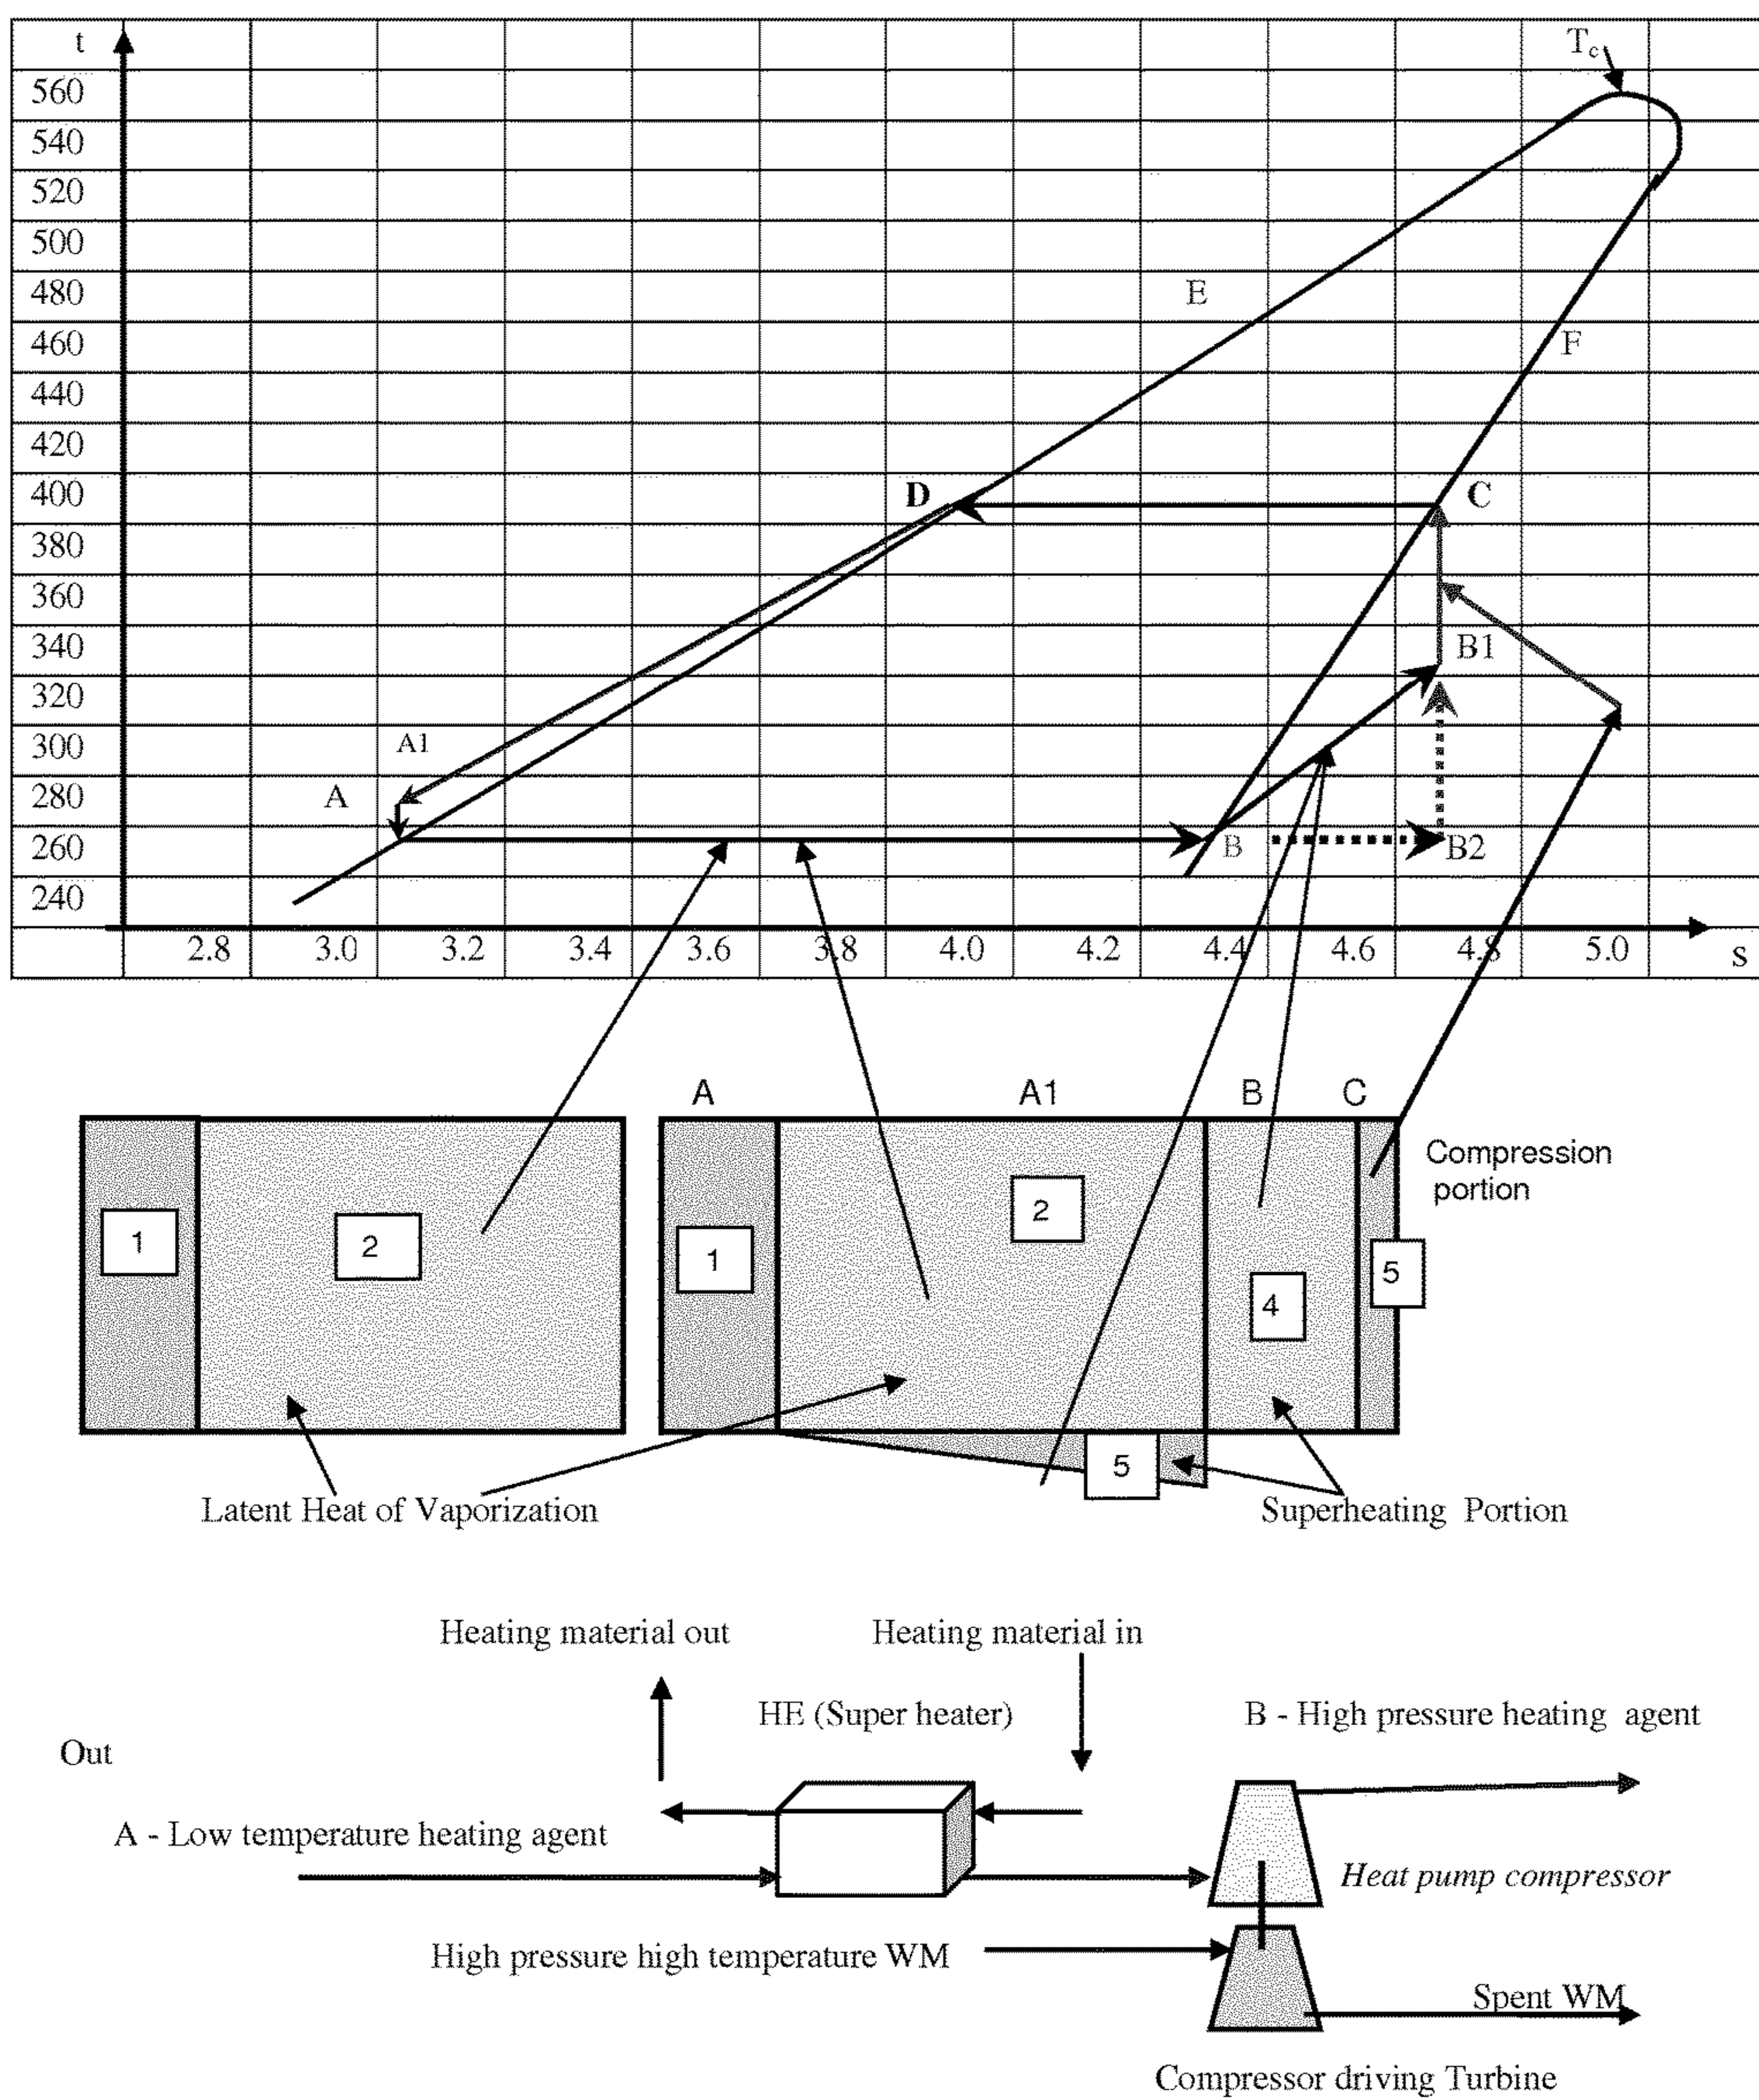 t
T_c
560
540
520
500
480
E
460
F
440
420
400
D
C
380
360
340
B1
320
300
A1
280
A
260
B
B2
240
2.8 3.0 3.2 3.4 3.6 3.8 4.0 4.2 4.4 4.6 4.8 5.0 s
A A1 B C
Compression
portion
1 2 1 2 4 5
5
Latent Heat of Vaporization
Superheating Portion
Heating material out
Heating material in
HE (Super heater)
B - High pressure heating agent
Out
A - Low temperature heating agent
Heat pump compressor
High pressure high temperature WM
Spent WM
Compressor driving Turbine